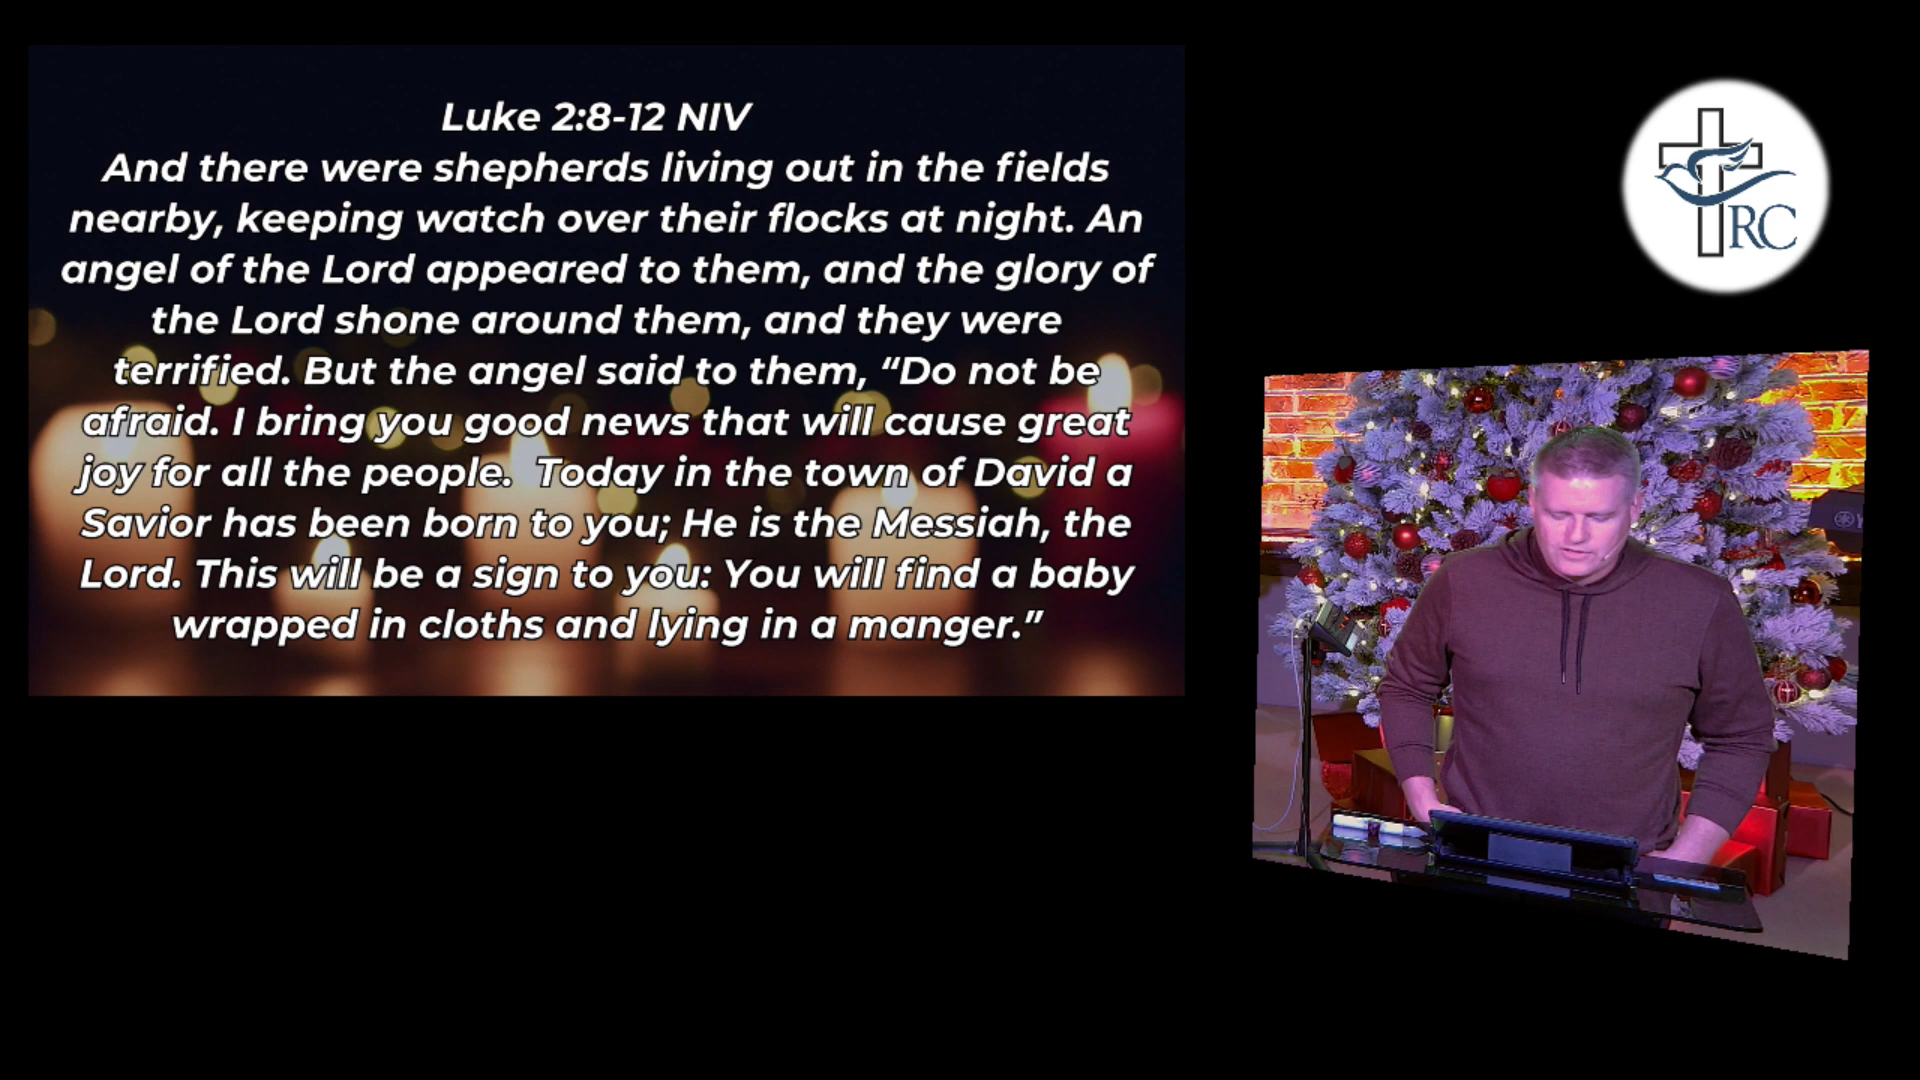 Luke 2:8-12 NIV
And there were shepherds living out in the fields
nearby, keeping watch over their flocks at night. An
angel of the Lord appeared to them, and the glory of
the Lord shone around them, and they were
terrified. But the angel said to them, “Do not be
afraid. I bring you good news that will cause great
joy for all the people.  Today in the town of David a
Savior has been born to you; He is the Messiah, the
Lord. This will be a sign to you: You will find a baby
wrapped in cloths and lying in a manger.”
RC